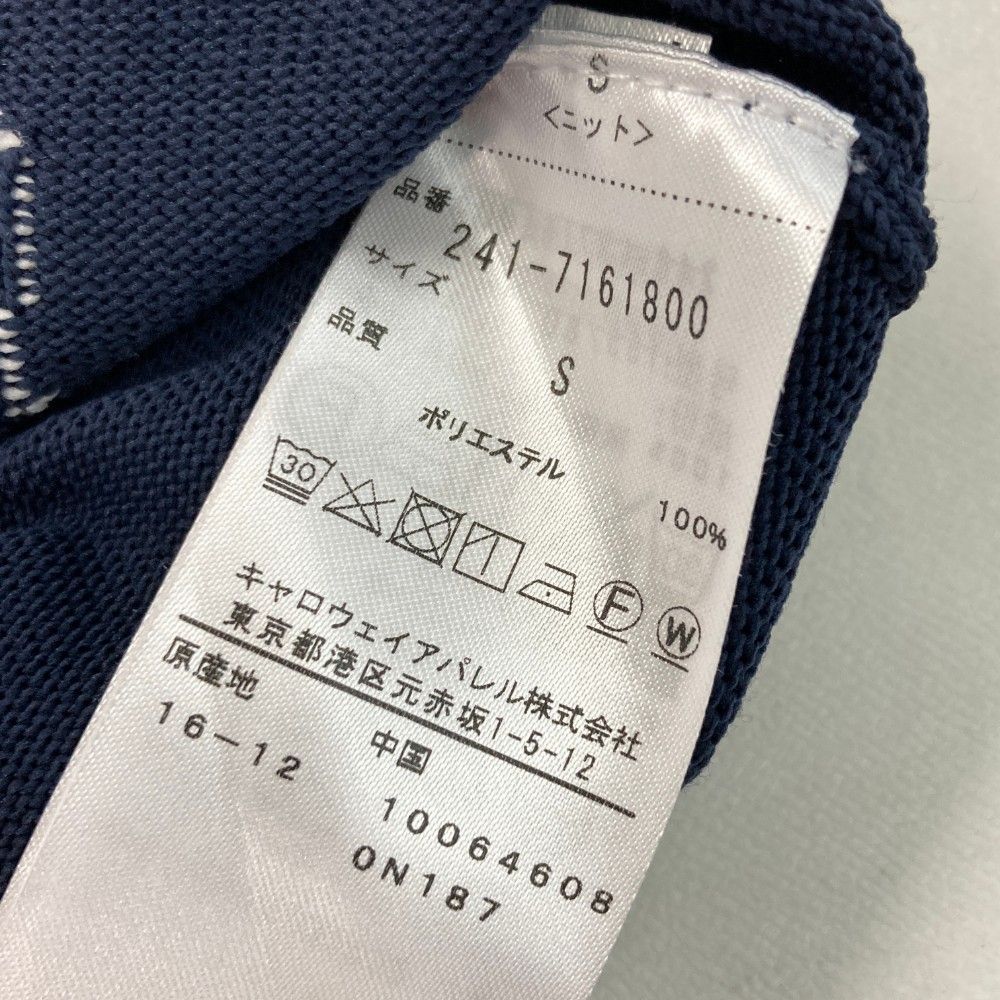 S
<ニット>
品番
241-7161800
サイズ
S
品質
ポリエステル
100%
30
F
W
キャロウェイアパレル株式会社
東京都港区元赤坂1-5-12
原産地
中国
16-12
10064608
0N187